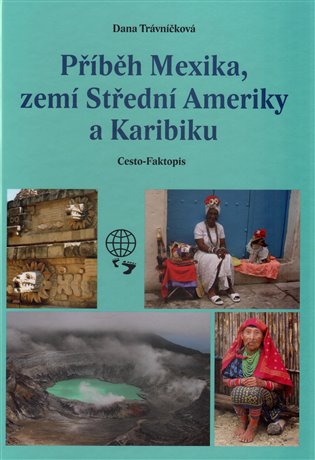 Dana Trávníčková
Příběh Mexika,
zemí Střední Ameriky
a Karibiku
Cesto-Faktopis